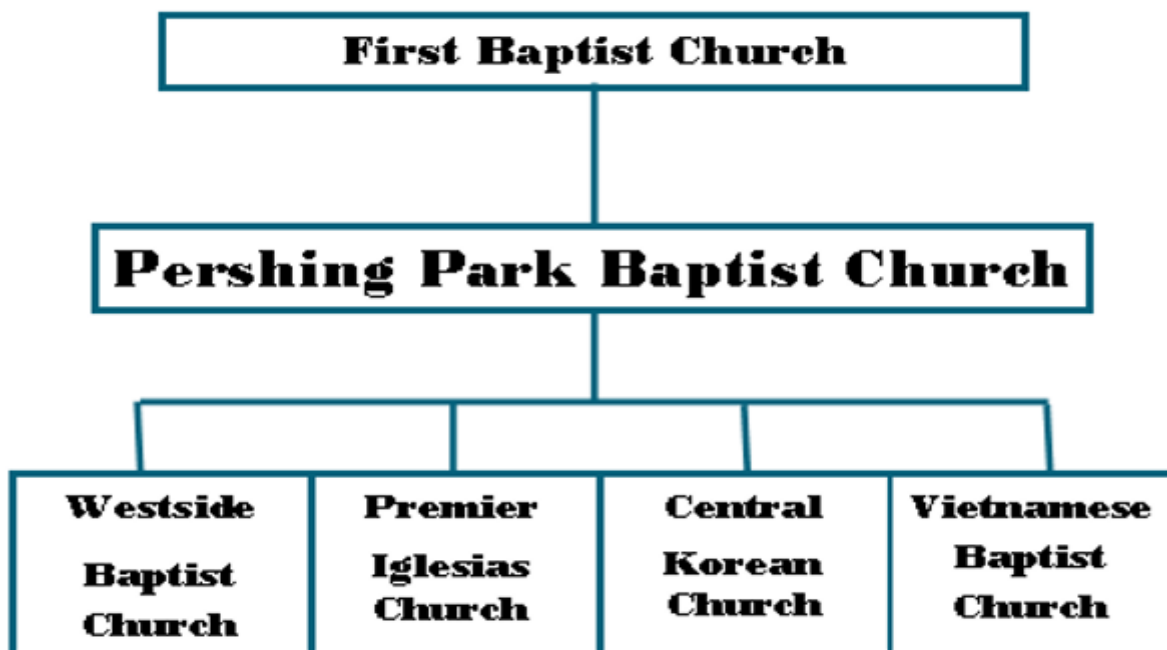 First Baptist Church
Pershing Park Baptist Church
Westside
Baptist
Church
Premier
Iglesias
Church
Central
Korean
Church
Vietnamese
Baptist
Church